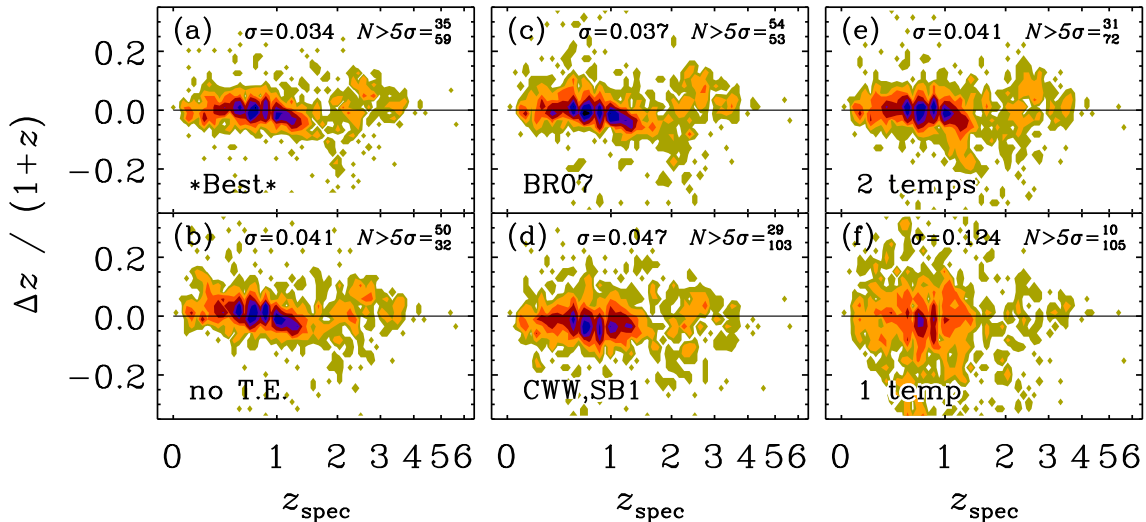 (a) σ=0.034 N>5σ=35 59
*Best*
(c) σ=0.037 N>5σ=54 53
BR07
(e) σ=0.041 N>5σ=31 72
2 temps
(b) σ=0.041 N>5σ=50 32
no T.E.
(d) σ=0.047 N>5σ=29 103
CWW,SB1
(f) σ=0.124 N>5σ=10 105
1 temp
Δz / (1+z)
0.2
0.0
−0.2
0.2
0.0
−0.2
0 1 2 3 4 5 6
0 1 2 3 4 5 6
0 1 2 3 4 5 6
z_spec
z_spec
z_spec